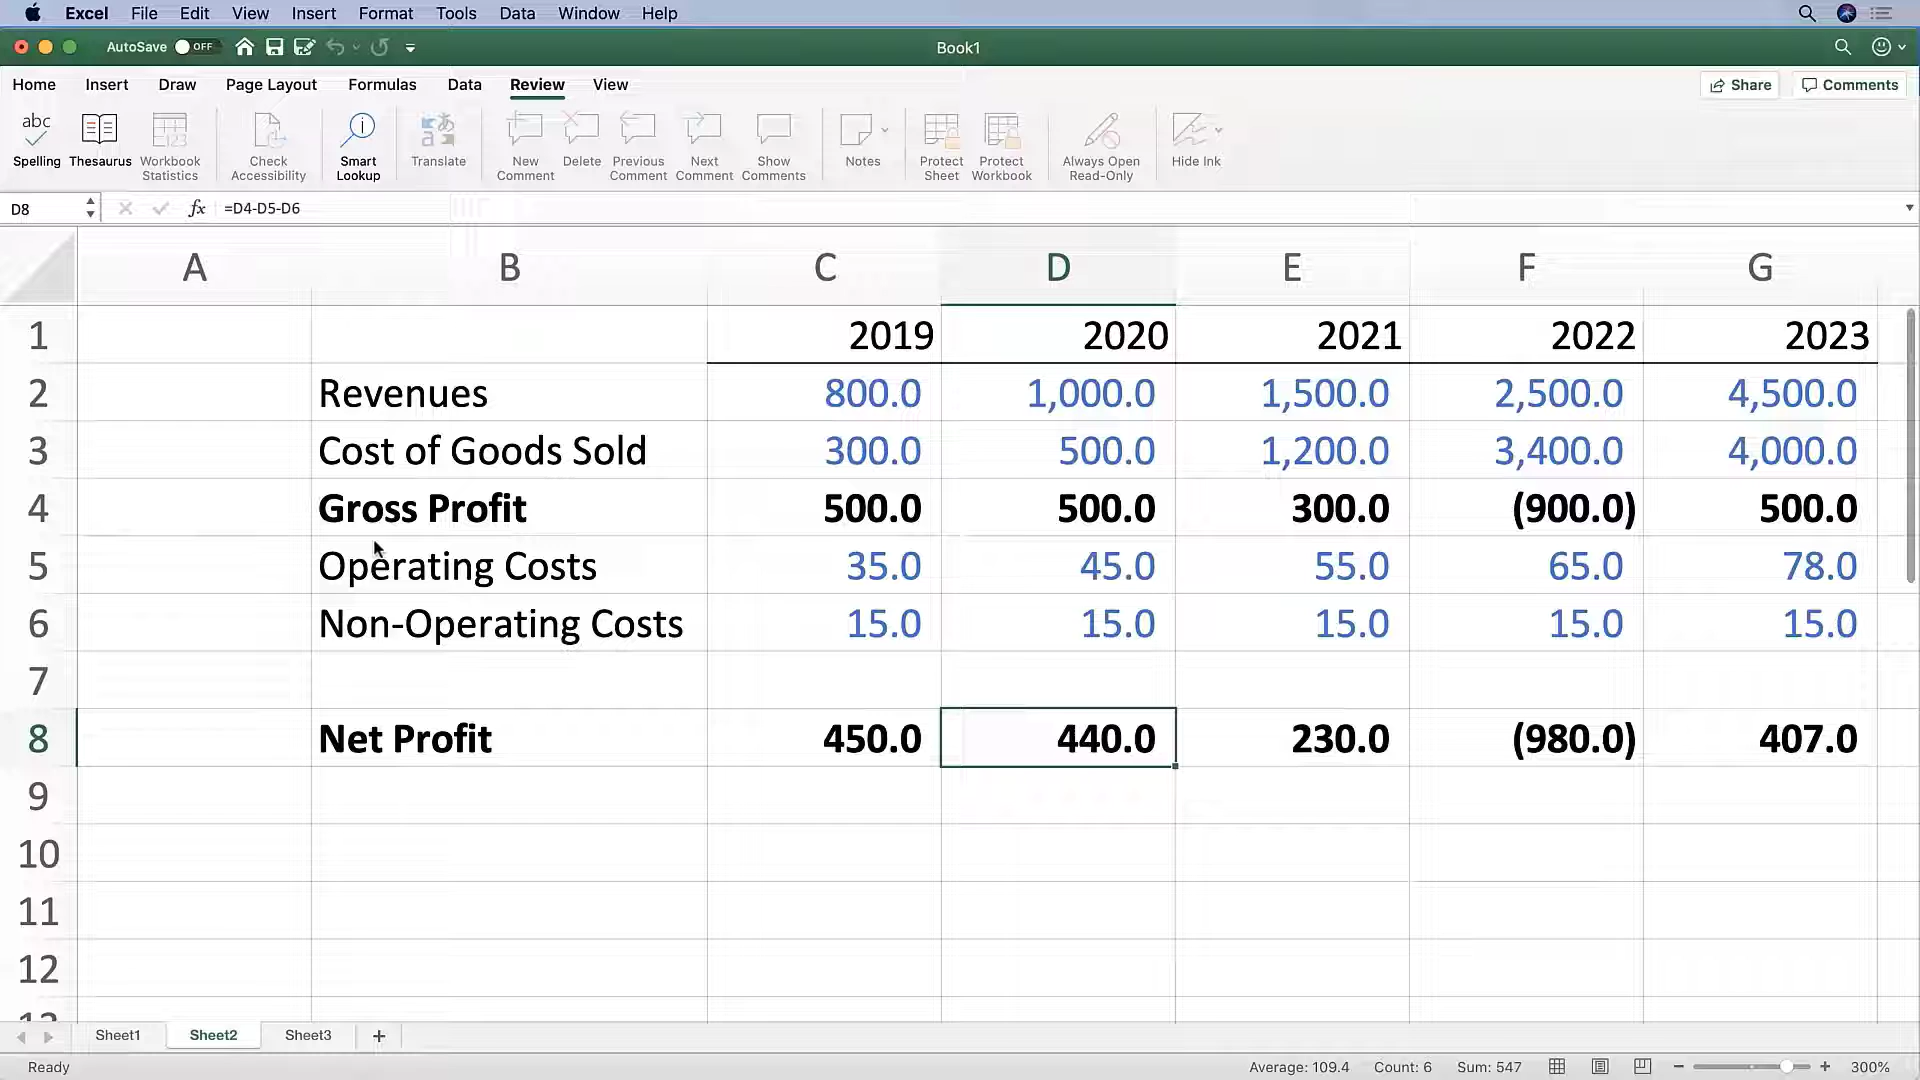 Excel File Edit View Insert Format Tools Data Window Help
AutoSave OFF Book1
Home Insert Draw Page Layout Formulas Data Review View Share Comments
abc
Spelling Thesaurus Workbook Statistics Check Accessibility Smart Lookup Translate New Comment Delete Previous Comment Next Comment Show Comments Notes Protect Sheet Protect Workbook Always Open Read-Only Hide Ink
D8 fx =D4-D5-D6
A B C D E F G
1 2019 2020 2021 2022 2023
2 Revenues 800.0 1,000.0 1,500.0 2,500.0 4,500.0
3 Cost of Goods Sold 300.0 500.0 1,200.0 3,400.0 4,000.0
4 Gross Profit 500.0 500.0 300.0 (900.0) 500.0
5 Operating Costs 35.0 45.0 55.0 65.0 78.0
6 Non-Operating Costs 15.0 15.0 15.0 15.0 15.0
7
8 Net Profit 450.0 440.0 230.0 (980.0) 407.0
9
10
11
12
Sheet1 Sheet2 Sheet3 +
Ready Average: 109.4 Count: 6 Sum: 547 300%